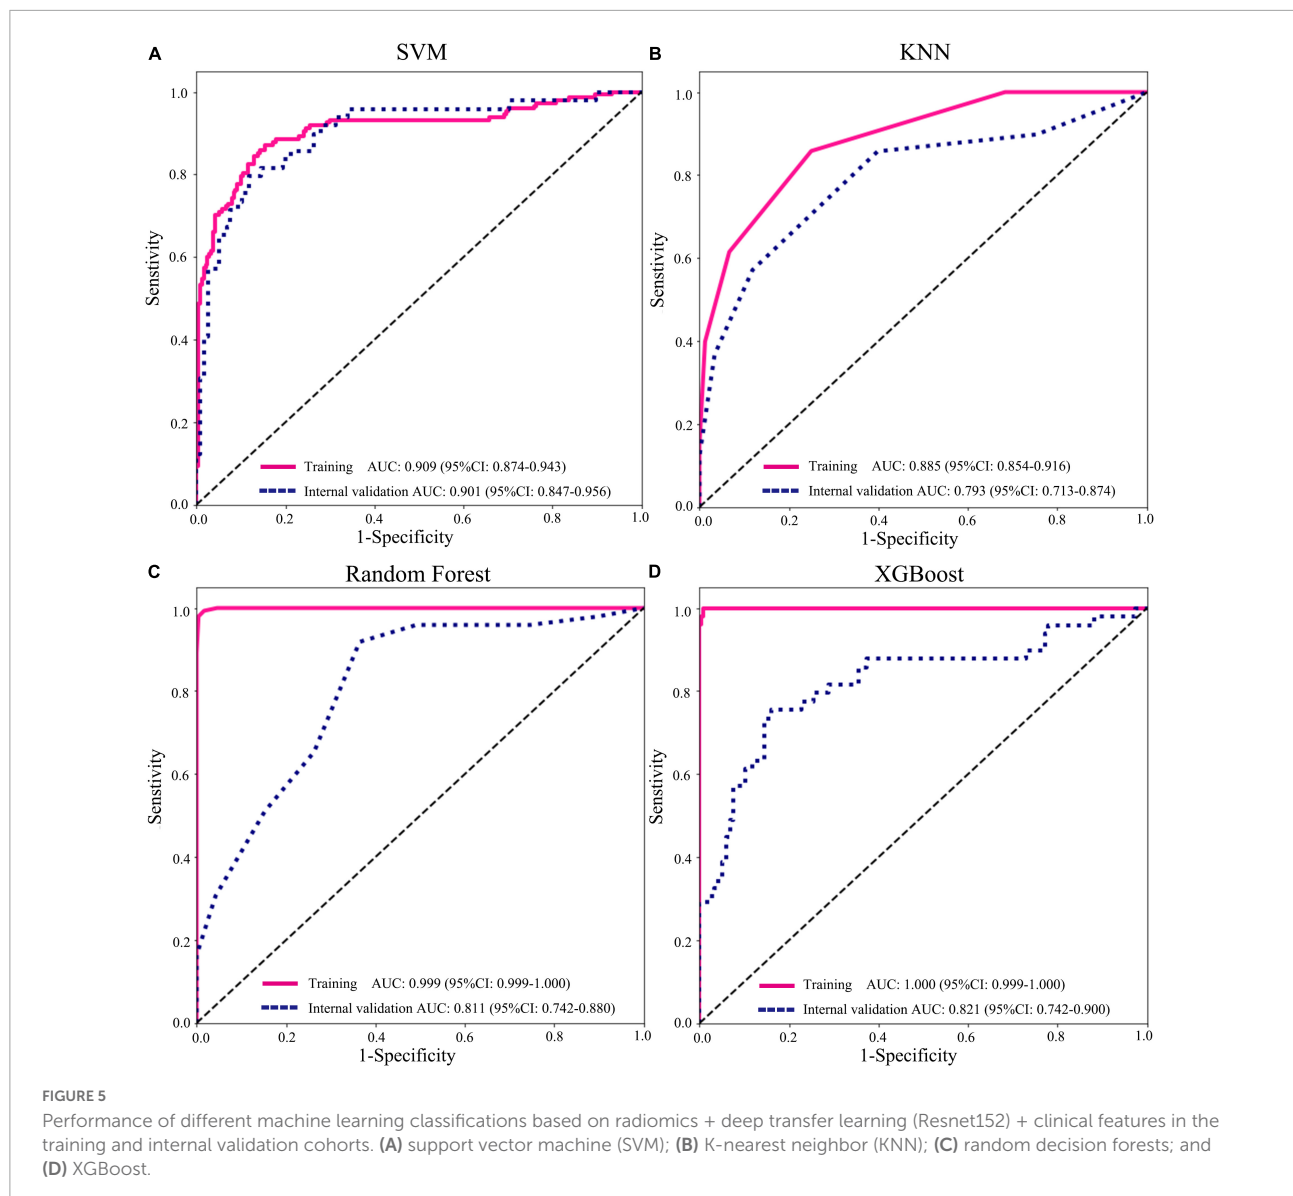 A
SVM
1.0
0.8
0.6
0.4
0.2
0.0
Senstivity
Training AUC: 0.909 (95%CI: 0.874-0.943)
Internal validation AUC: 0.901 (95%CI: 0.847-0.956)
0.0 0.2 0.4 0.6 0.8 1.0
1-Specificity
B
KNN
1.0
0.8
0.6
0.4
0.2
0.0
Senstivity
Training AUC: 0.885 (95%CI: 0.854-0.916)
Internal validation AUC: 0.793 (95%CI: 0.713-0.874)
0.0 0.2 0.4 0.6 0.8 1.0
1-Specificity
C
Random Forest
1.0
0.8
0.6
0.4
0.2
0.0
Senstivity
Training AUC: 0.999 (95%CI: 0.999-1.000)
Internal validation AUC: 0.811 (95%CI: 0.742-0.880)
0.0 0.2 0.4 0.6 0.8 1.0
1-Specificity
D
XGBoost
1.0
0.8
0.6
0.4
0.2
0.0
Senstivity
Training AUC: 1.000 (95%CI: 0.999-1.000)
Internal validation AUC: 0.821 (95%CI: 0.742-0.900)
0.0 0.2 0.4 0.6 0.8 1.0
1-Specificity
FIGURE 5
Performance of different machine learning classifications based on radiomics + deep transfer learning (Resnet152) + clinical features in the
training and internal validation cohorts. (A) support vector machine (SVM); (B) K-nearest neighbor (KNN); (C) random decision forests; and
(D) XGBoost.